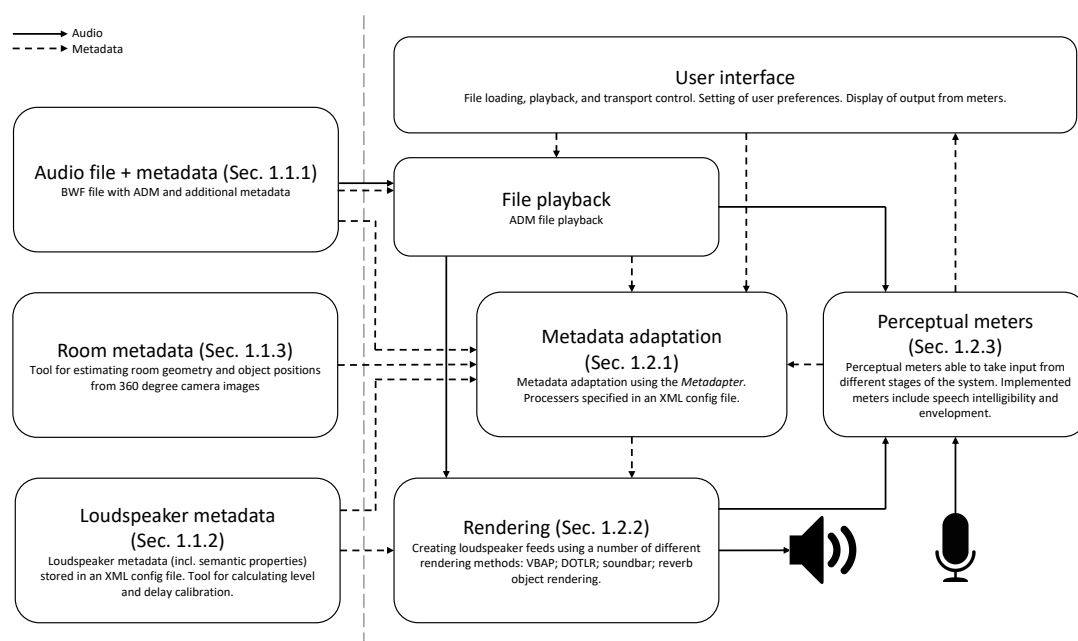 Audio
Metadata
User interface
File loading, playback, and transport control. Setting of user preferences. Display of output from meters.
Audio file + metadata (Sec. 1.1.1)
BWF file with ADM and additional metadata
File playback
ADM file playback
Room metadata (Sec. 1.1.3)
Tool for estimating room geometry and object positions
from 360 degree camera images
Metadata adaptation
(Sec. 1.2.1)
Metadata adaptation using the Metadapter.
Processers specified in an XML config file.
Perceptual meters
(Sec. 1.2.3)
Perceptual meters able to take input from
different stages of the system. Implemented
meters include speech intelligibility and
envelopment.
Loudspeaker metadata
(Sec. 1.1.2)
Loudspeaker metadata (incl. semantic properties)
stored in an XML config file. Tool for calculating level
and delay calibration.
Rendering (Sec. 1.2.2)
Creating loudspeaker feeds using a number of different
rendering methods: VBAP; DOTLR; soundbar; reverb
object rendering.